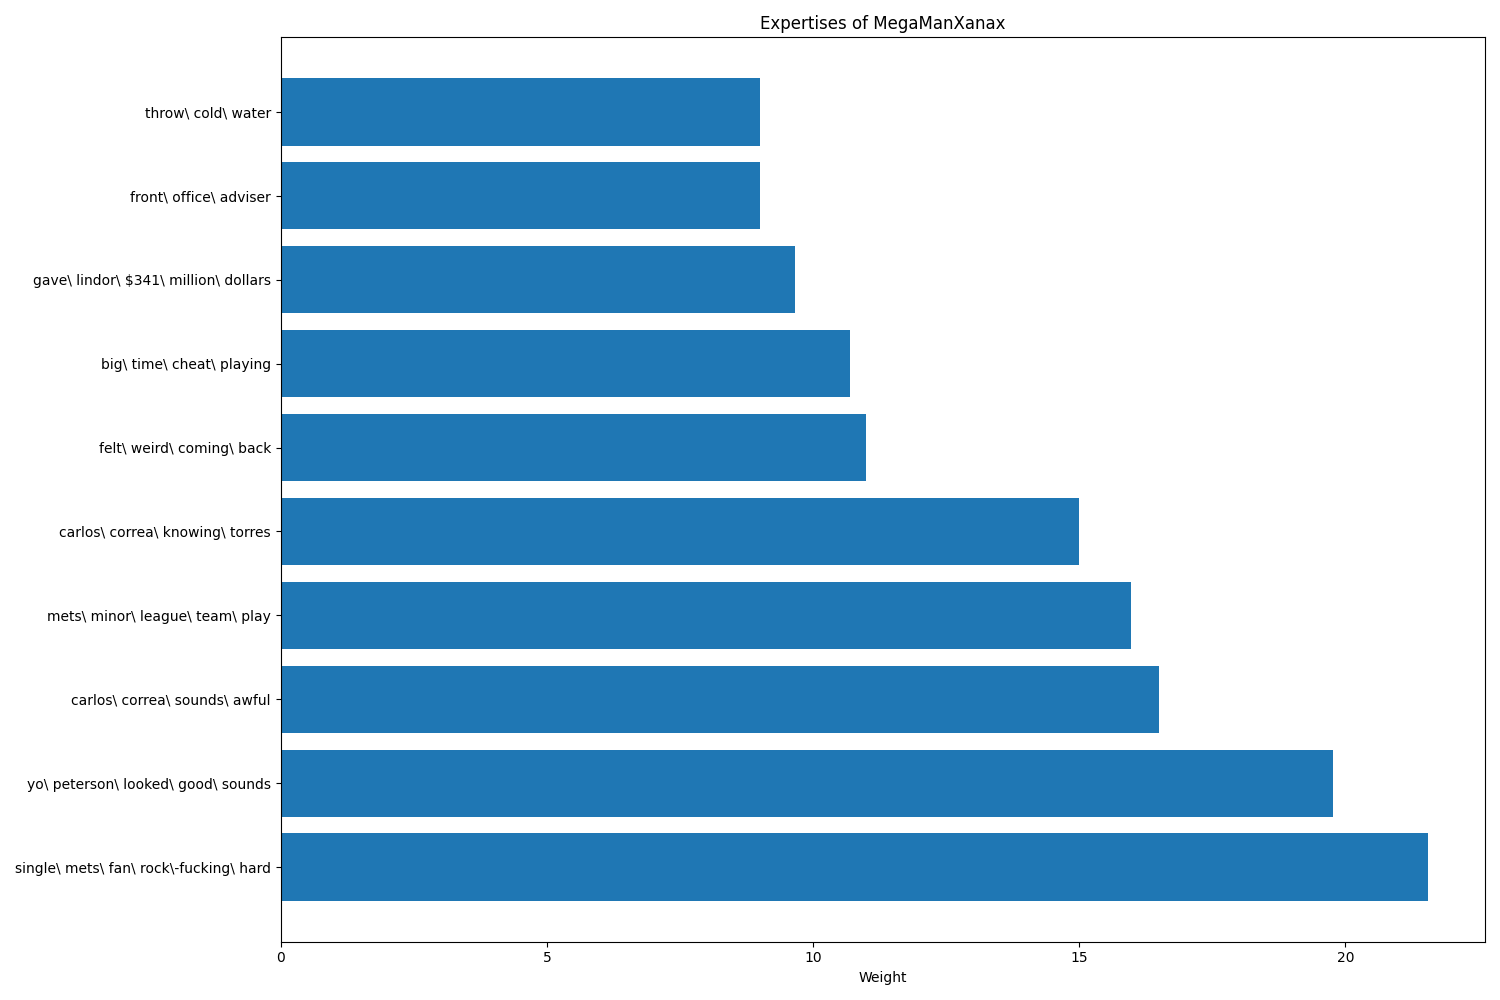 Expertises of MegaManXanax
throw\ cold\ water
front\ office\ adviser
gave\ lindor\ $341\ million\ dollars
big\ time\ cheat\ playing
felt\ weird\ coming\ back
carlos\ correa\ knowing\ torres
mets\ minor\ league\ team\ play
carlos\ correa\ sounds\ awful
yo\ peterson\ looked\ good\ sounds
single\ mets\ fan\ rock\-fucking\ hard
0 5 10 15 20
Weight